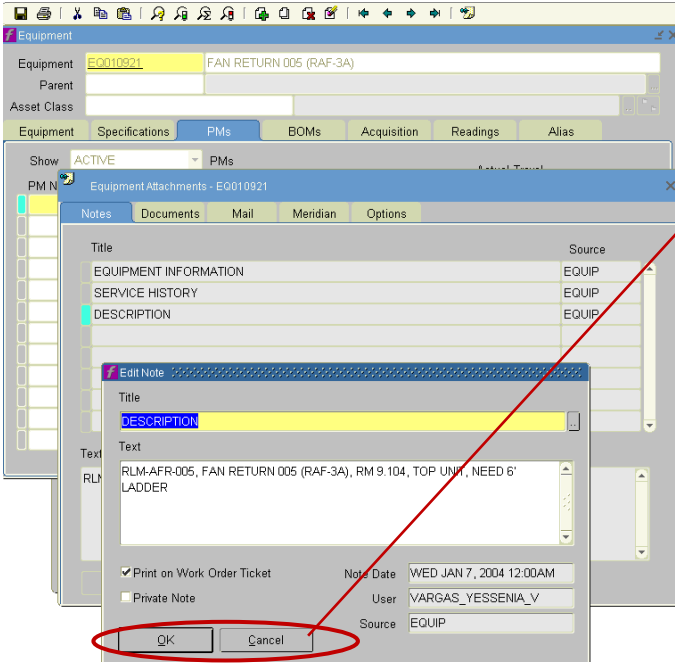 Equipment
Equipment EQ010921 FAN RETURN 005 (RAF-3A)
Parent
Asset Class
Equipment Specifications PMs BOMs Acquisition Readings Alias
Show ACTIVE PMs
PM N
Equipment Attachments - EQ010921
Notes Documents Mail Meridian Options
Title Source
EQUIPMENT INFORMATION EQUIP
SERVICE HISTORY EQUIP
DESCRIPTION EQUIP
Edit Note
Title
DESCRIPTION
Text
Text
RLM-AFR-005, FAN RETURN 005 (RAF-3A), RM 9.104, TOP UNIT, NEED 6'
LADDER
RLM
Print on Work Order Ticket Note Date WED JAN 7, 2004 12:00AM
Private Note User VARGAS_YESSENIA_V
Source EQUIP
OK Cancel